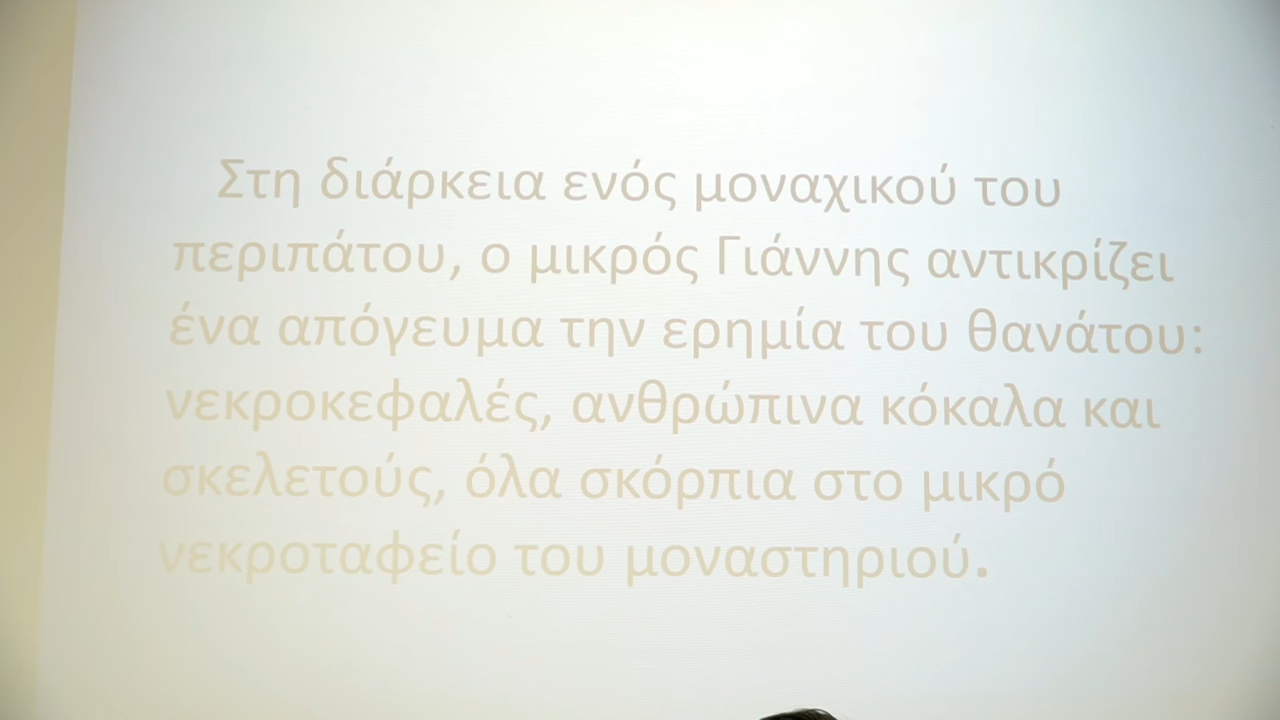 Στη διάρκεια ενός μοναχικού του
περιπάτου, ο μικρός Γιάννης αντικρίζει
ένα απόγευμα την ερημία του θανάτου:
νεκροκεφαλές, ανθρώπινα κόκαλα και
σκελετούς, όλα σκόρπια στο μικρό
νεκροταφείο του μοναστηριού.